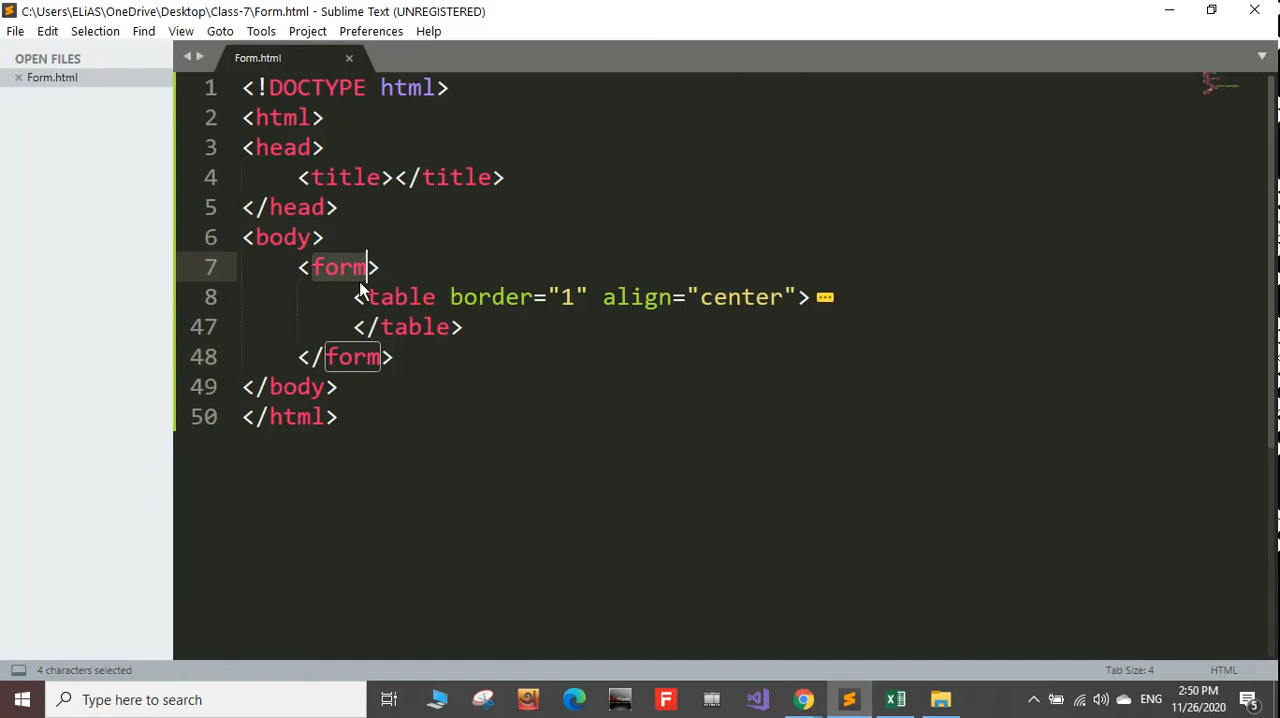 C:\Users\ELiAS\OneDrive\Desktop\Class-7\Form.html - Sublime Text (UNREGISTERED)
File Edit Selection Find View Goto Tools Project Preferences Help
OPEN FILES
Form.html
Form.html
1 <!DOCTYPE html>
2 <html>
3 <head>
4 <title></title>
5 </head>
6 <body>
7 <form>
8 <table border="1" align="center">
47 </table>
48 </form>
49 </body>
50 </html>
4 characters selected
Tab Size: 4
HTML
Type here to search
F
ENG
2:50 PM
11/26/2020
5